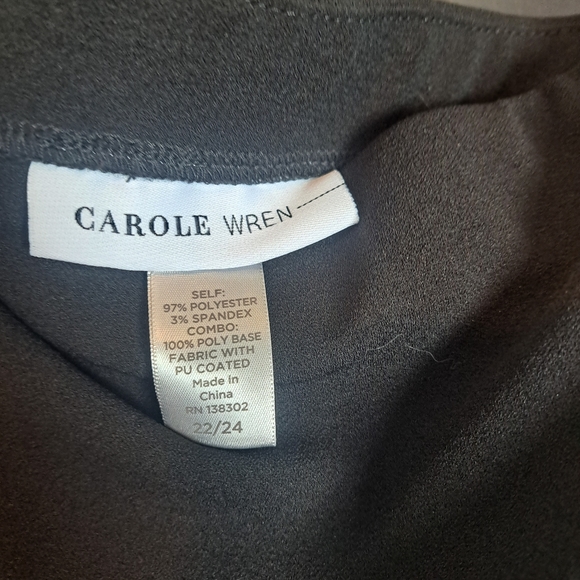 CAROLE WREN
SELF:
97% POLYESTER
3% SPANDEX
COMBO:
100% POLY BASE
FABRIC WITH
PU COATED
Made In
China
RN 138302
22/24